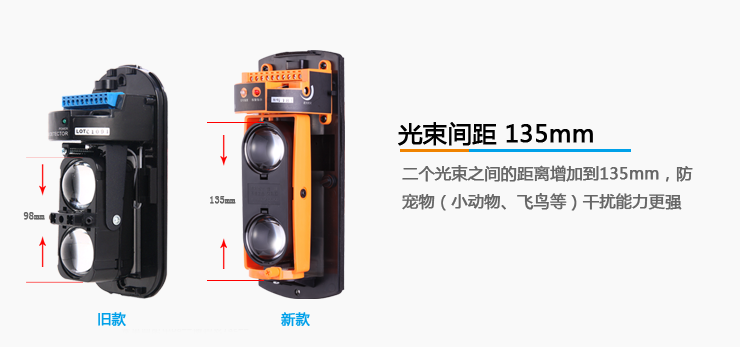 光束间距 135mm
二个光束之间的距离增加到135mm，防
宠物（小动物、飞鸟等）干扰能力更强
98mm
135mm
旧款
新款